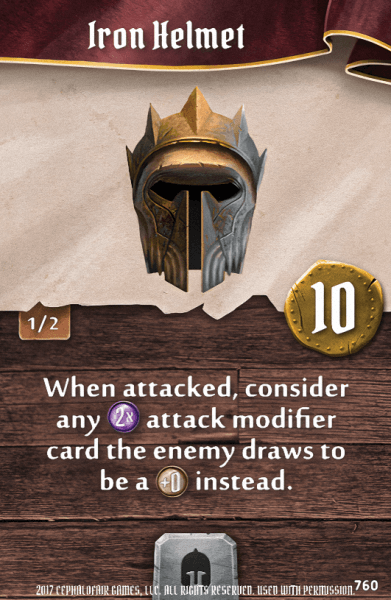 Iron Helmet
1/2
10
When attacked, consider
any 2x attack modifier
card the enemy draws to
be a +0 instead.
2017 CEPHALOFAIR GAMES, LLC. ALL RIGHTS RESERVED. USED WITH PERMISSION. 760